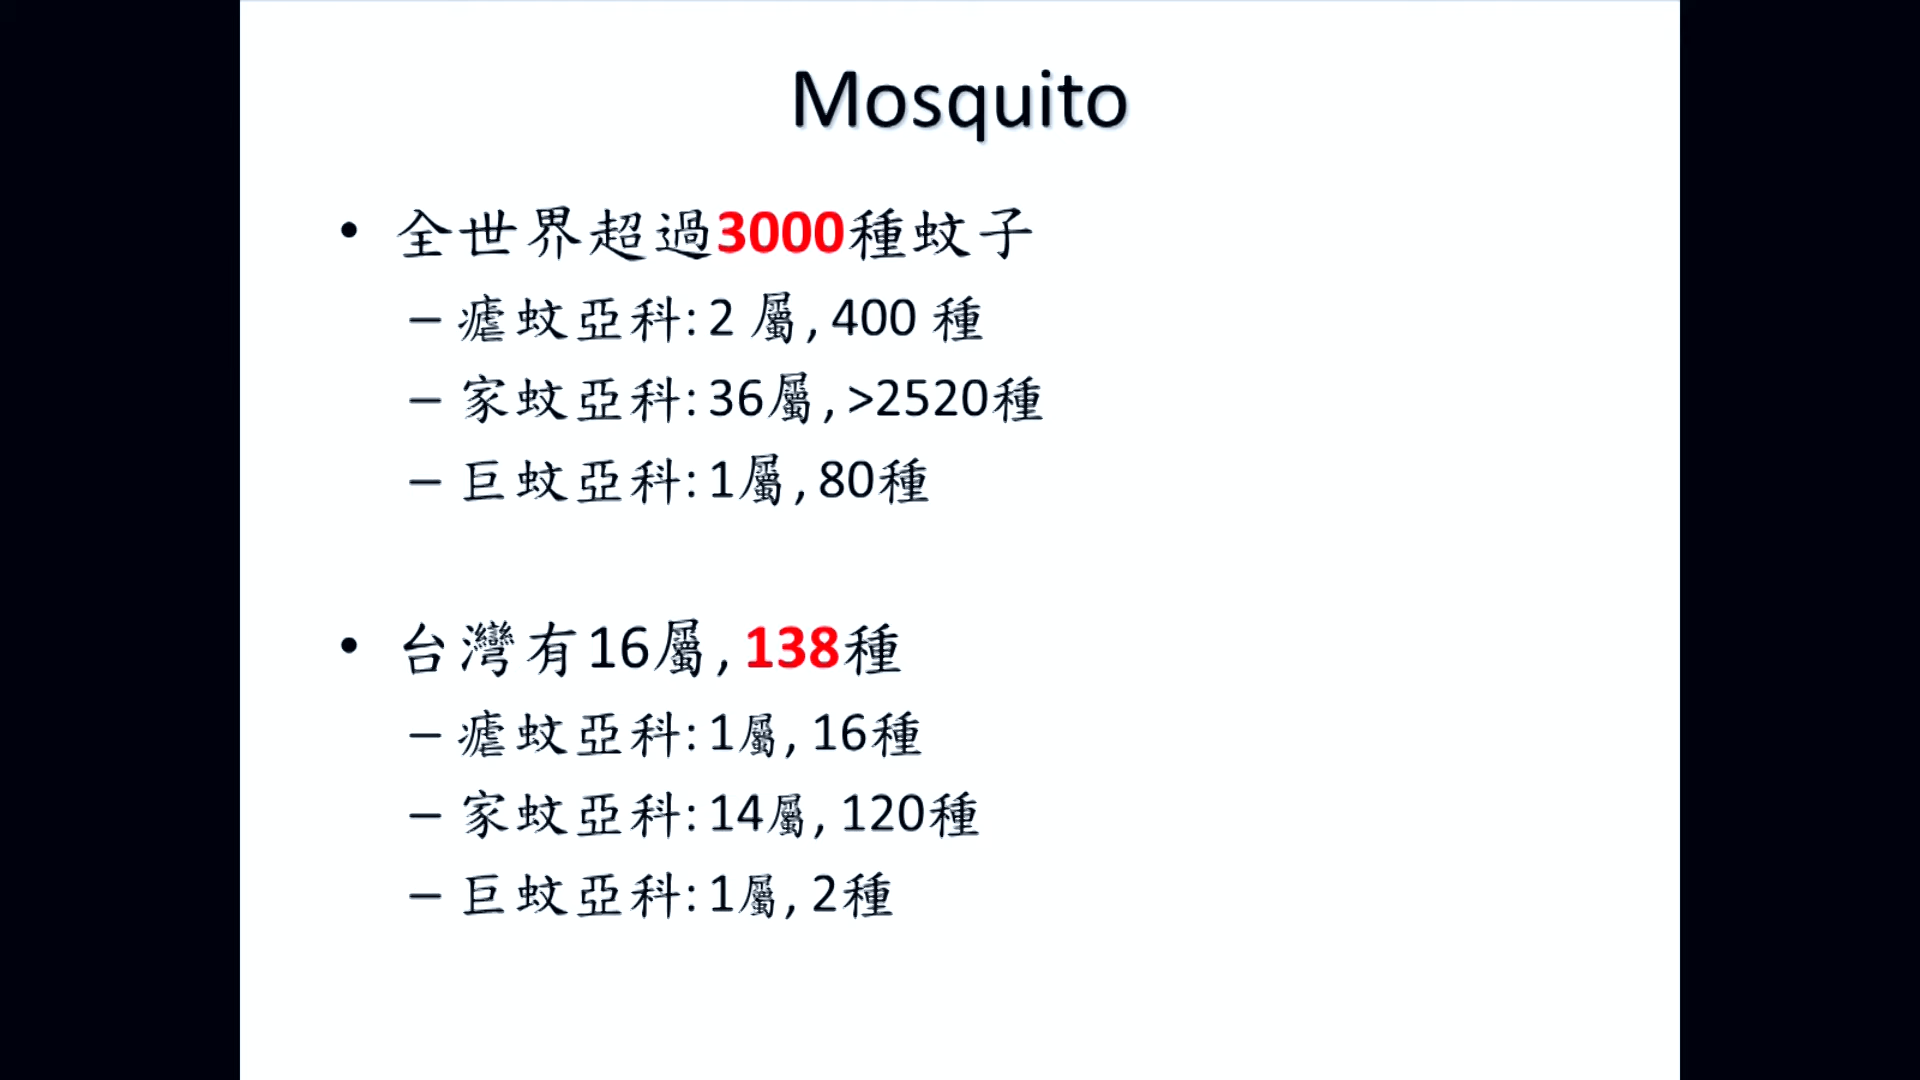 Mosquito
• 全世界超過3000種蚊子
– 瘧蚊亞科: 2 屬, 400 種
– 家蚊亞科: 36屬, >2520種
– 巨蚊亞科: 1屬, 80種
• 台灣有16屬, 138種
– 瘧蚊亞科: 1屬, 16種
– 家蚊亞科: 14屬, 120種
– 巨蚊亞科: 1屬, 2種